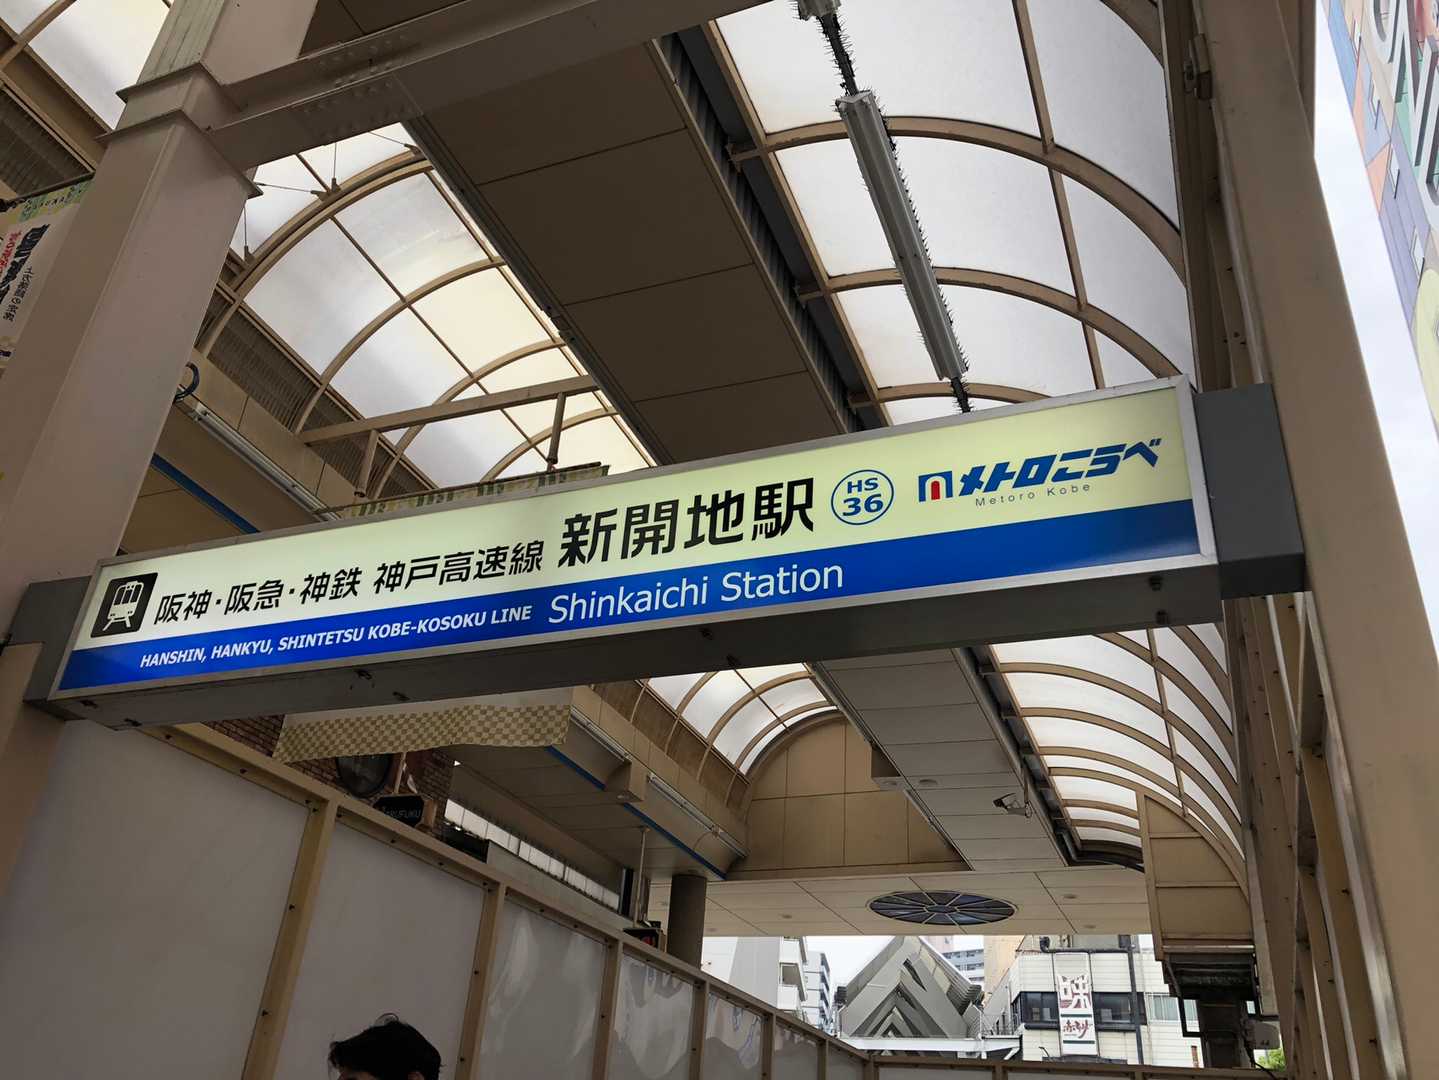 阪神・阪急・神鉄 神戸高速線 新開地駅
HS
36
メトロこうべ
Metoro Kobe
HANSHIN, HANKYU, SHINTETSU KOBE-KOSOKU LINE Shinkaichi Station
味